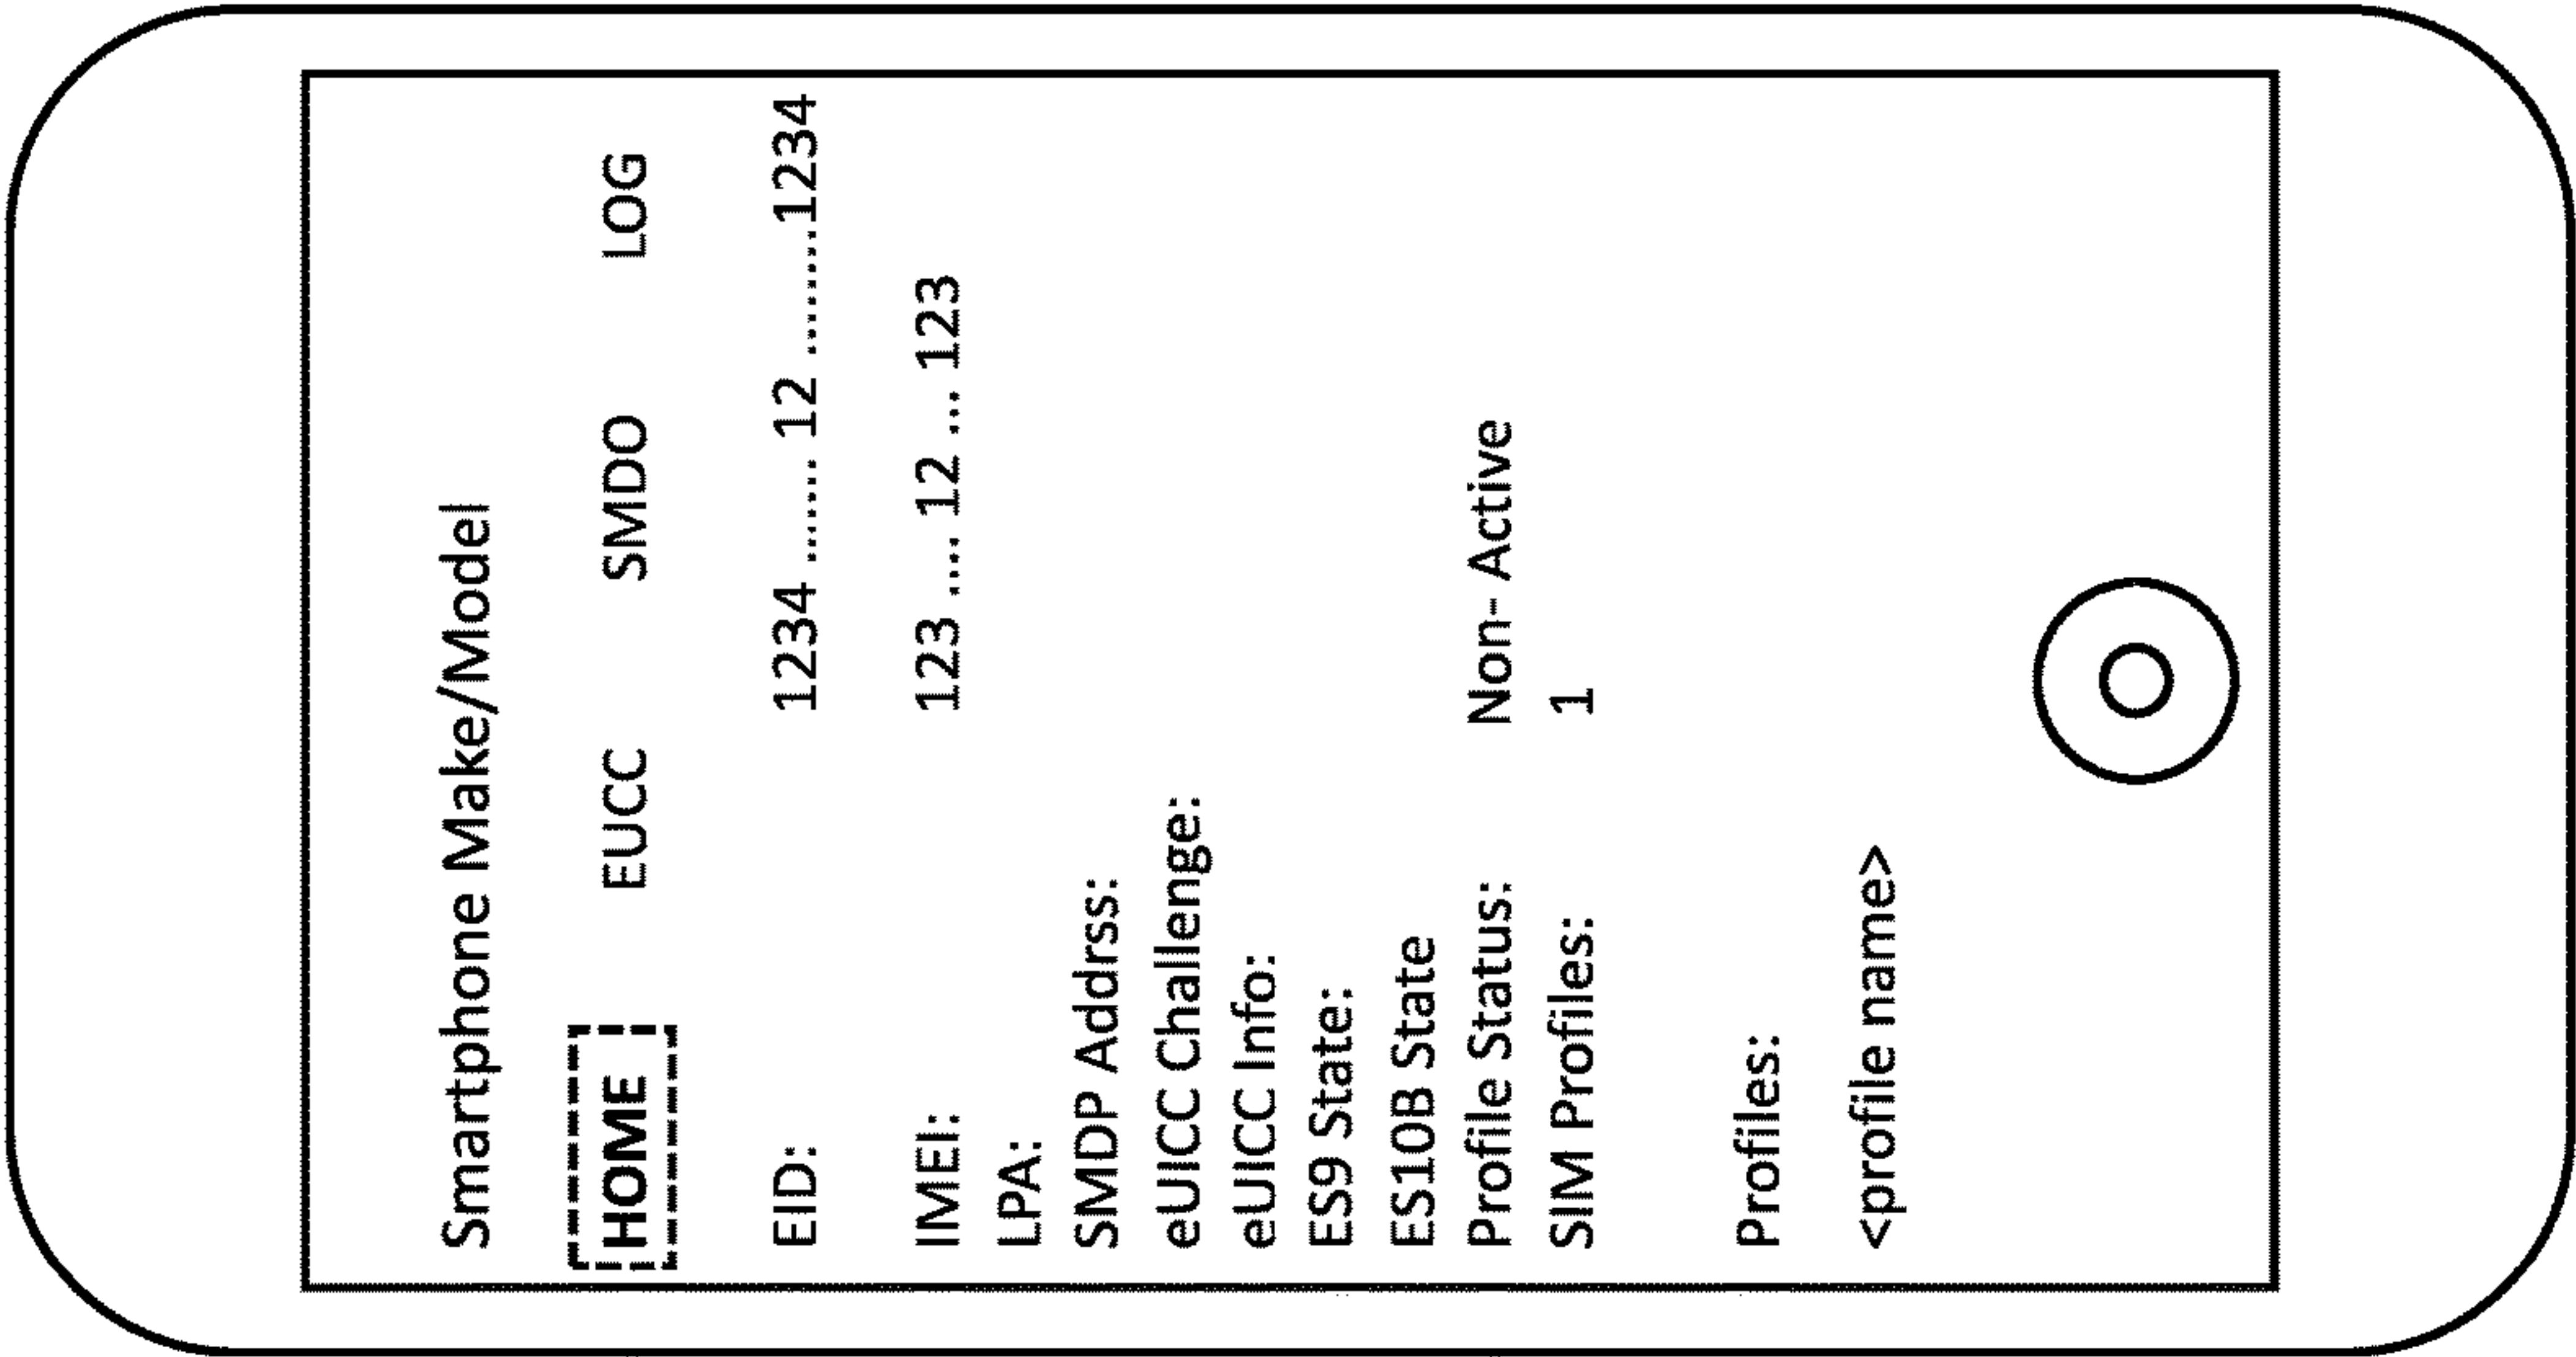 Smartphone Make/Model
HOME EUCC SMDO LOG
EID: 1234 ....... 12 ..........1234
IMEI: 123 .... 12 ... 123
LPA:
SMDP Addrss:
eUICC Challenge:
eUICC Info:
ES9 State:
ES10B State
Profile Status: Non- Active
SIM Profiles: 1
Profiles:
<profile name>